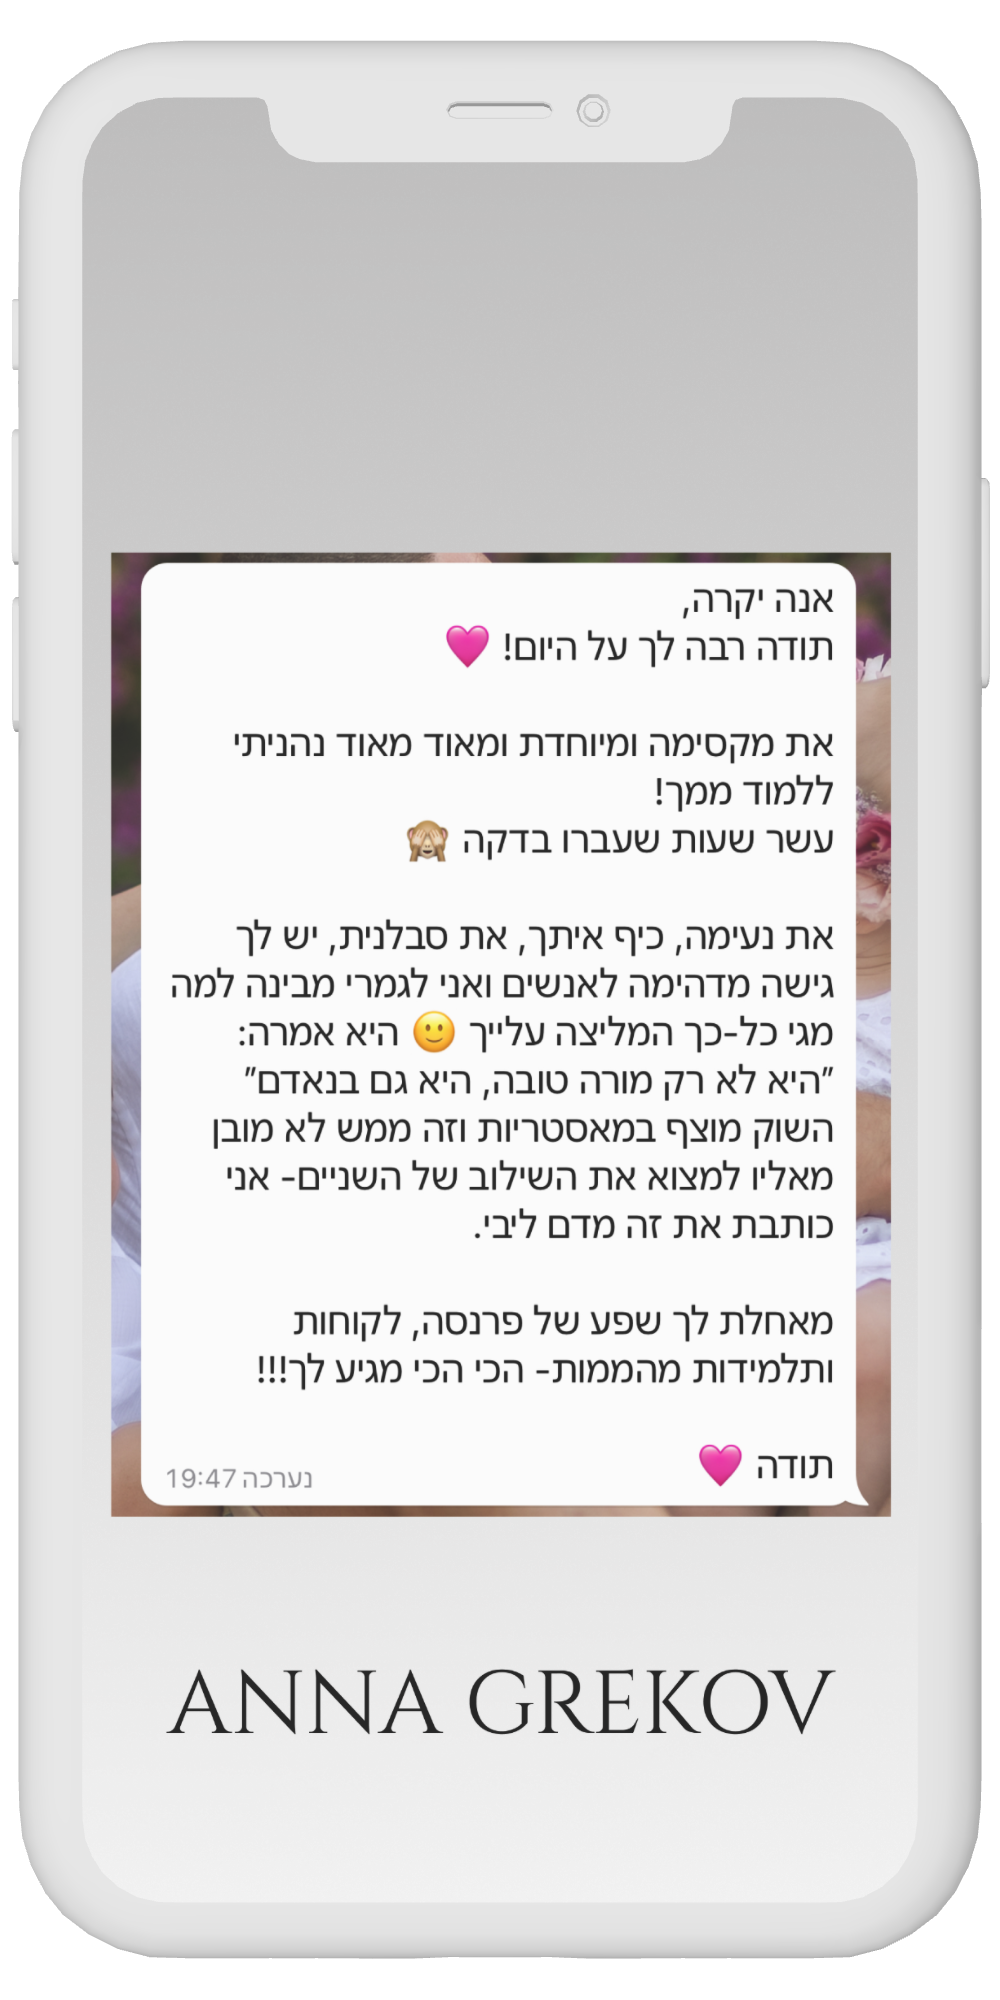 אנה יקרה,
תודה רבה לך על היום! 🩷
את מקסימה ומיוחדת ומאוד מאוד נהניתי
ללמוד ממך!
עשר שעות שעברו בדקה 🙈
את נעימה, כיף איתך, את סבלנית, יש לך
גישה מדהימה לאנשים ואני לגמרי מבינה למה
מגי כל-כך המליצה עלייך 🙂 היא אמרה:
״היא לא רק מורה טובה, היא גם בנאדם״
השוק מוצף במאסטריות וזה ממש לא מובן
מאליו למצוא את השילוב של השניים- אני
כותבת את זה מדם ליבי.
מאחלת לך שפע של פרנסה, לקוחות
ותלמידות מהממות- הכי הכי מגיע לך!!!
תודה 🩷
נערכה 19:47
ANNA GREKOV